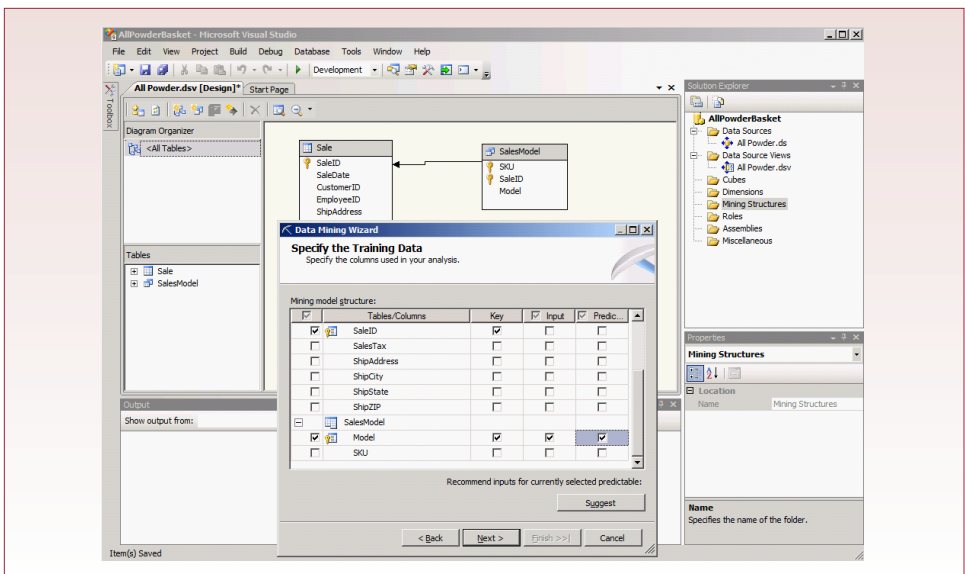 AllPowderBasket - Microsoft Visual Studio
File Edit View Project Build Debug Database Tools Window Help
Development
Toolbox
All Powder.dsv [Design]* Start Page
Diagram Organizer
<All Tables>
Tables
Sale
SalesModel
Sale
SaleID
SaleDate
CustomerID
EmployeeID
ShipAddress
SalesModel
SKU
SaleID
Model
Data Mining Wizard
Specify the Training Data
Specify the columns used in your analysis.
Mining model structure:
Tables/Columns Key Input Predic...
SaleID
SalesTax
ShipAddress
ShipCity
ShipState
ShipZIP
SalesModel
Model
SKU
Recommend inputs for currently selected predictable:
Suggest
< Back Next > Finish >>| Cancel
Output
Show output from:
Item(s) Saved
Solution Explorer
AllPowderBasket
Data Sources
All Powder.ds
Data Source Views
All Powder.dsv
Cubes
Dimensions
Mining Structures
Roles
Assemblies
Miscellaneous
Properties
Mining Structures
Location
Name Mining Structures
Name
Specifies the name of the folder.